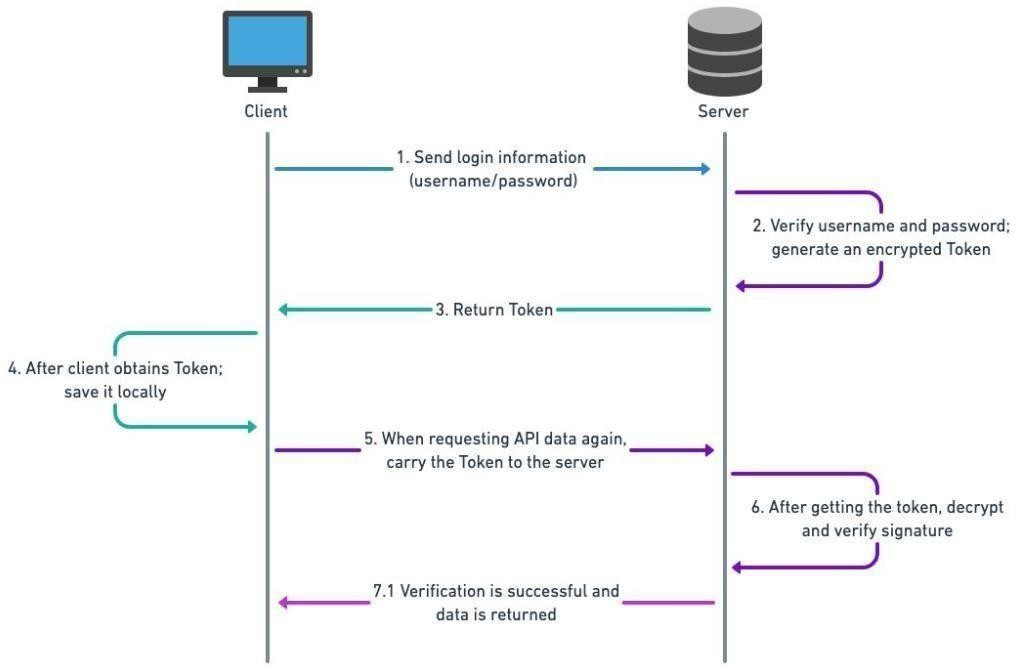 Client
Server
1. Send login information
(username/password)
2. Verify username and password;
generate an encrypted Token
3. Return Token
4. After client obtains Token;
save it locally
5. When requesting API data again,
carry the Token to the server
6. After getting the token, decrypt
and verify signature
7.1 Verification is successful and
data is returned